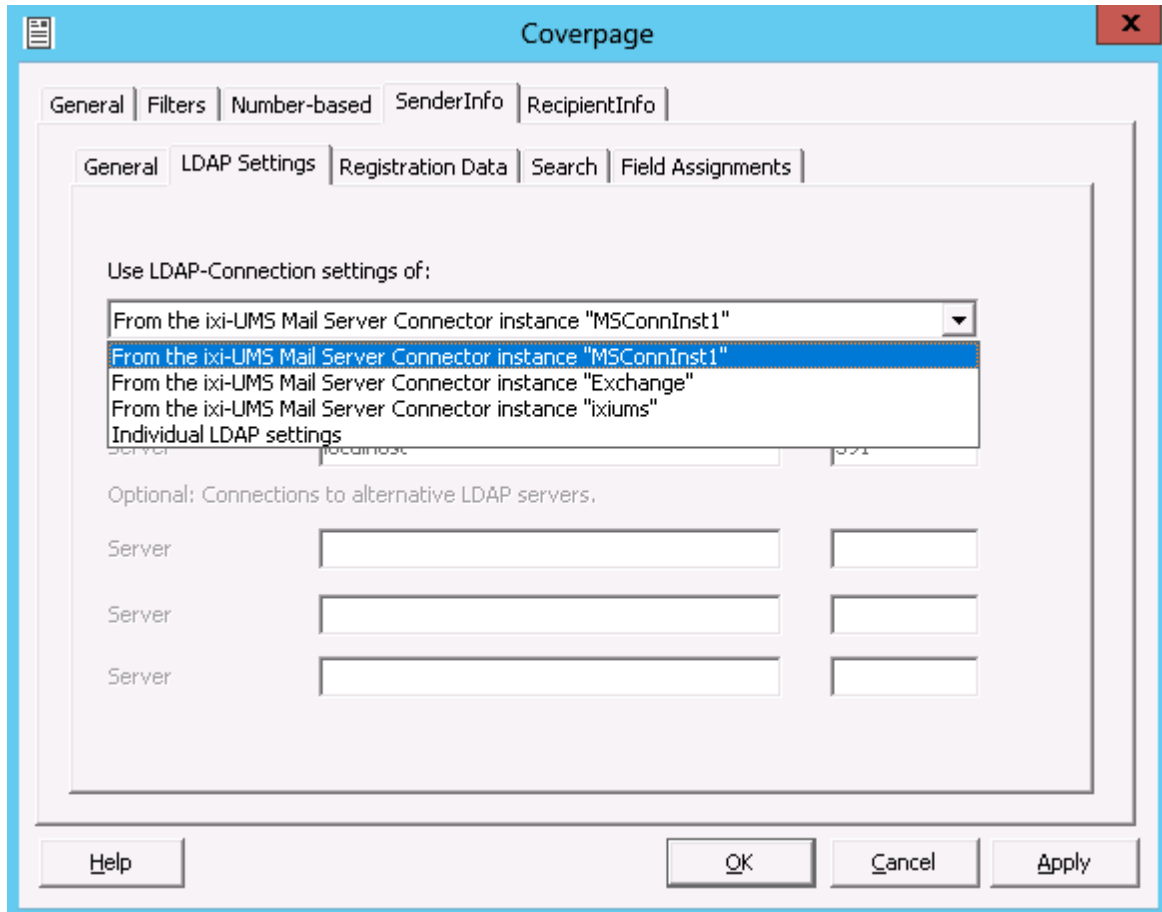 Coverpage
x
General Filters Number-based SenderInfo RecipientInfo
General LDAP Settings Registration Data Search Field Assignments
Use LDAP-Connection settings of:
From the ixi-UMS Mail Server Connector instance "MSConnInst1"
From the ixi-UMS Mail Server Connector instance "MSConnInst1"
From the ixi-UMS Mail Server Connector instance "Exchange"
From the ixi-UMS Mail Server Connector instance "ixiums"
Individual LDAP settings
Server localhost 391
Optional: Connections to alternative LDAP servers.
Server
Server
Server
Help OK Cancel Apply